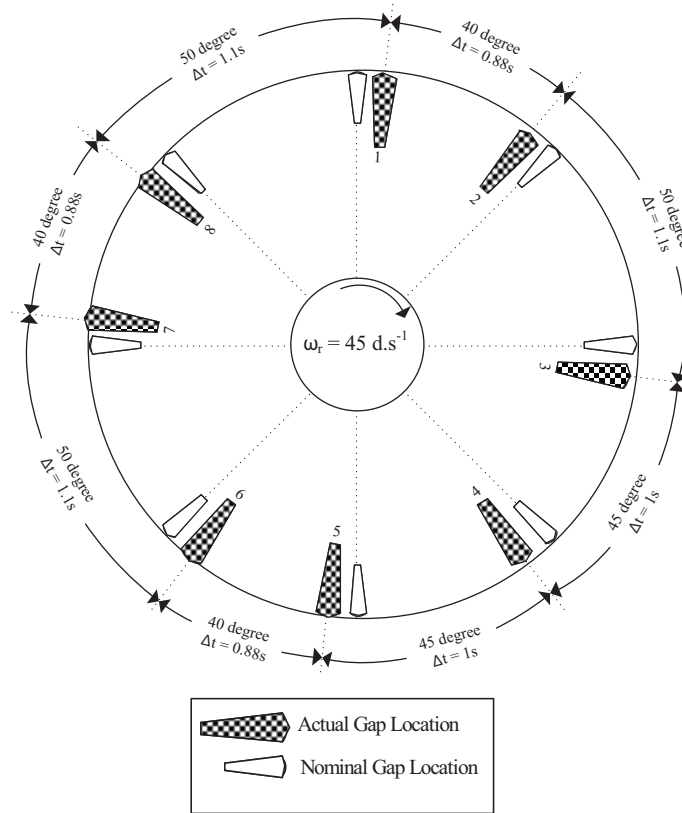 50 degree
Δt = 1.1s
40 degree
Δt = 0.88s
50 degree
Δt = 1.1s
45 degree
Δt = 1s
45 degree
Δt = 1s
40 degree
Δt = 0.88s
50 degree
Δt = 1.1s
40 degree
Δt = 0.88s
1
2
3
4
5
6
7
8
ωr = 45 d.s-1
Actual Gap Location
Nominal Gap Location